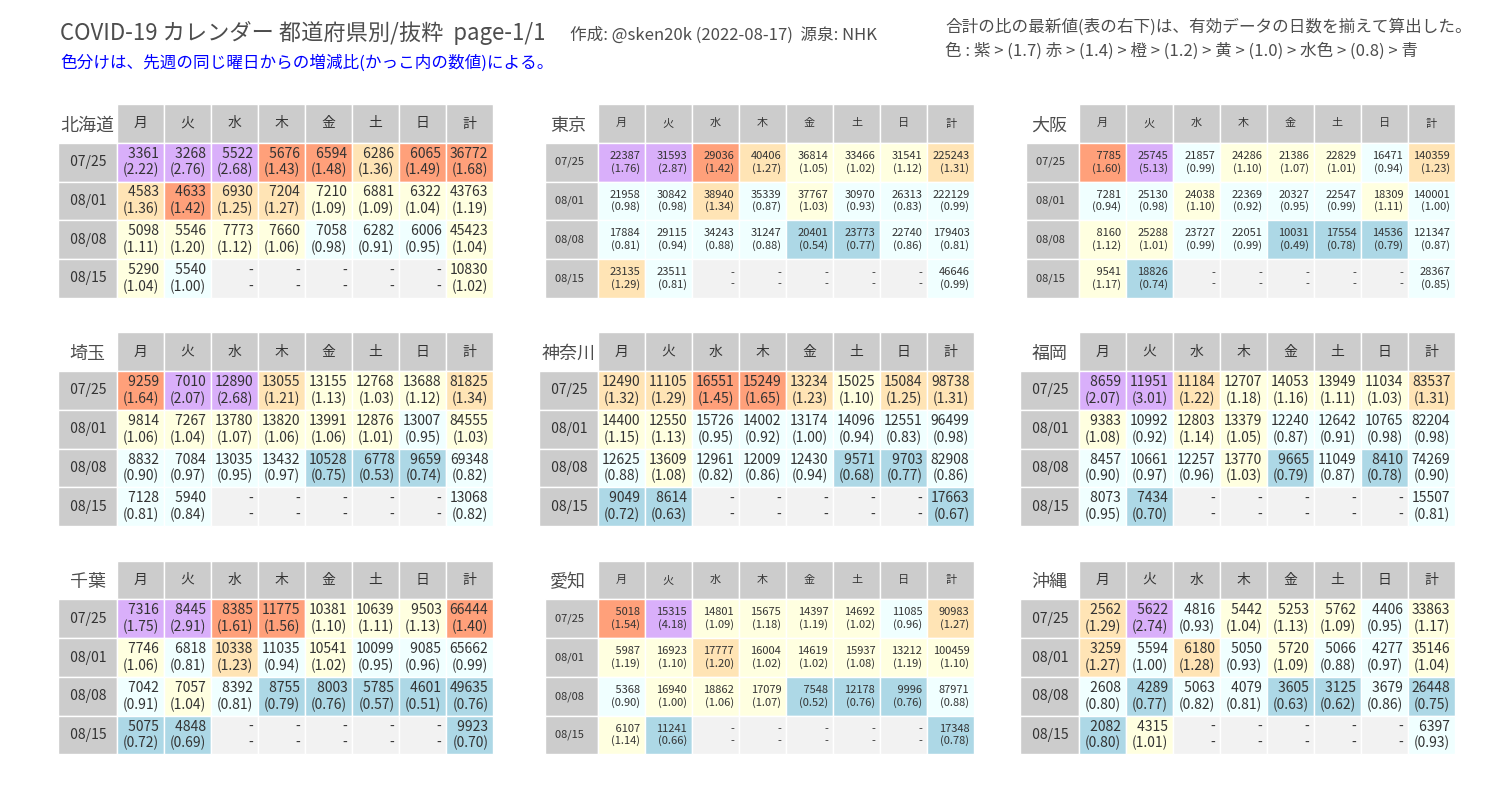 COVID-19 カレンダー 都道府県別/抜粋 page-1/1 作成: @sken20k (2022-08-17) 源泉: NHK
合計の比の最新値(表の右下)は、有効データの日数を揃えて算出した。
色分けは、先週の同じ曜日からの増減比(かっこ内の数値)による。
色 : 紫 > (1.7) 赤 > (1.4) > 橙 > (1.2) > 黄 > (1.0) > 水色 > (0.8) > 青
北海道 月 火 水 木 金 土 日 計
07/25 3361 3268 5522 5676 6594 6286 6065 36772
(2.22) (2.76) (2.68) (1.43) (1.48) (1.36) (1.49) (1.68)
08/01 4583 4633 6930 7204 7210 6881 6322 43763
(1.36) (1.42) (1.25) (1.27) (1.09) (1.09) (1.04) (1.19)
08/08 5098 5546 7773 7660 7058 6282 6006 45423
(1.11) (1.20) (1.12) (1.06) (0.98) (0.91) (0.95) (1.04)
08/15 5290 5540 - - - - - 10830
(1.04) (1.00) - - - - - (1.02)
東京 月 火 水 木 金 土 日 計
07/25 22387 31593 29036 40406 36814 33466 31541 225243
(1.76) (2.87) (1.42) (1.27) (1.05) (1.02) (1.12) (1.31)
08/01 21958 30842 38940 35339 37767 30970 26313 222129
(0.98) (0.98) (1.34) (0.87) (1.03) (0.93) (0.83) (0.99)
08/08 17884 29115 34243 31247 20401 23773 22740 179403
(0.81) (0.94) (0.88) (0.88) (0.54) (0.77) (0.86) (0.81)
08/15 23135 23511 - - - - - 46646
(1.29) (0.81) - - - - - (0.99)
大阪 月 火 水 木 金 土 日 計
07/25 7785 25745 21857 24286 21386 22829 16471 140359
(1.60) (5.13) (0.99) (1.10) (1.07) (1.01) (0.94) (1.23)
08/01 7281 25130 24038 22369 20327 22547 18309 140001
(0.94) (0.98) (1.10) (0.92) (0.95) (0.99) (1.11) (1.00)
08/08 8160 25288 23727 22051 10031 17554 14536 121347
(1.12) (1.01) (0.99) (0.99) (0.49) (0.78) (0.79) (0.87)
08/15 9541 18826 - - - - - 28367
(1.17) (0.74) - - - - - (0.85)
埼玉 月 火 水 木 金 土 日 計
07/25 9259 7010 12890 13055 13155 12768 13688 81825
(1.64) (2.07) (2.68) (1.21) (1.13) (1.03) (1.12) (1.34)
08/01 9814 7267 13780 13820 13991 12876 13007 84555
(1.06) (1.04) (1.07) (1.06) (1.06) (1.01) (0.95) (1.03)
08/08 8832 7084 13035 13432 10528 6778 9659 69348
(0.90) (0.97) (0.95) (0.97) (0.75) (0.53) (0.74) (0.82)
08/15 7128 5940 - - - - - 13068
(0.81) (0.84) - - - - - (0.82)
神奈川 月 火 水 木 金 土 日 計
07/25 12490 11105 16551 15249 13234 15025 15084 98738
(1.32) (1.29) (1.45) (1.65) (1.23) (1.10) (1.25) (1.31)
08/01 14400 12550 15726 14002 13174 14096 12551 96499
(1.15) (1.13) (0.95) (0.92) (1.00) (0.94) (0.83) (0.98)
08/08 12625 13609 12961 12009 12430 9571 9703 82908
(0.88) (1.08) (0.82) (0.86) (0.94) (0.68) (0.77) (0.86)
08/15 9049 8614 - - - - - 17663
(0.72) (0.63) - - - - - (0.67)
福岡 月 火 水 木 金 土 日 計
07/25 8659 11951 11184 12707 14053 13949 11034 83537
(2.07) (3.01) (1.22) (1.18) (1.16) (1.11) (1.03) (1.31)
08/01 9383 10992 12803 13379 12240 12642 10765 82204
(1.08) (0.92) (1.14) (1.05) (0.87) (0.91) (0.98) (0.98)
08/08 8457 10661 12257 13770 9665 11049 8410 74269
(0.90) (0.97) (0.96) (1.03) (0.79) (0.87) (0.78) (0.90)
08/15 8073 7434 - - - - - 15507
(0.95) (0.70) - - - - - (0.81)
千葉 月 火 水 木 金 土 日 計
07/25 7316 8445 8385 11775 10381 10639 9503 66444
(1.75) (2.91) (1.61) (1.56) (1.10) (1.11) (1.13) (1.40)
08/01 7746 6818 10338 11035 10541 10099 9085 65662
(1.06) (0.81) (1.23) (0.94) (1.02) (0.95) (0.96) (0.99)
08/08 7042 7057 8392 8755 8003 5785 4601 49635
(0.91) (1.04) (0.81) (0.79) (0.76) (0.57) (0.51) (0.76)
08/15 5075 4848 - - - - - 9923
(0.72) (0.69) - - - - - (0.70)
愛知 月 火 水 木 金 土 日 計
07/25 5018 15315 14801 15675 14397 14692 11085 90983
(1.54) (4.18) (1.09) (1.18) (1.19) (1.02) (0.96) (1.27)
08/01 5987 16923 17777 16004 14619 15937 13212 100459
(1.19) (1.10) (1.20) (1.02) (1.02) (1.08) (1.19) (1.10)
08/08 5368 16940 18862 17079 7548 12178 9996 87971
(0.90) (1.00) (1.06) (1.07) (0.52) (0.76) (0.76) (0.88)
08/15 6107 11241 - - - - - 17348
(1.14) (0.66) - - - - - (0.78)
沖縄 月 火 水 木 金 土 日 計
07/25 2562 5622 4816 5442 5253 5762 4406 33863
(1.29) (2.74) (0.93) (1.04) (1.13) (1.09) (0.95) (1.17)
08/01 3259 5594 6180 5050 5720 5066 4277 35146
(1.27) (1.00) (1.28) (0.93) (1.09) (0.88) (0.97) (1.04)
08/08 2608 4289 5063 4079 3605 3125 3679 26448
(0.80) (0.77) (0.82) (0.81) (0.63) (0.62) (0.86) (0.75)
08/15 2082 4315 - - - - - 6397
(0.80) (1.01) - - - - - (0.93)